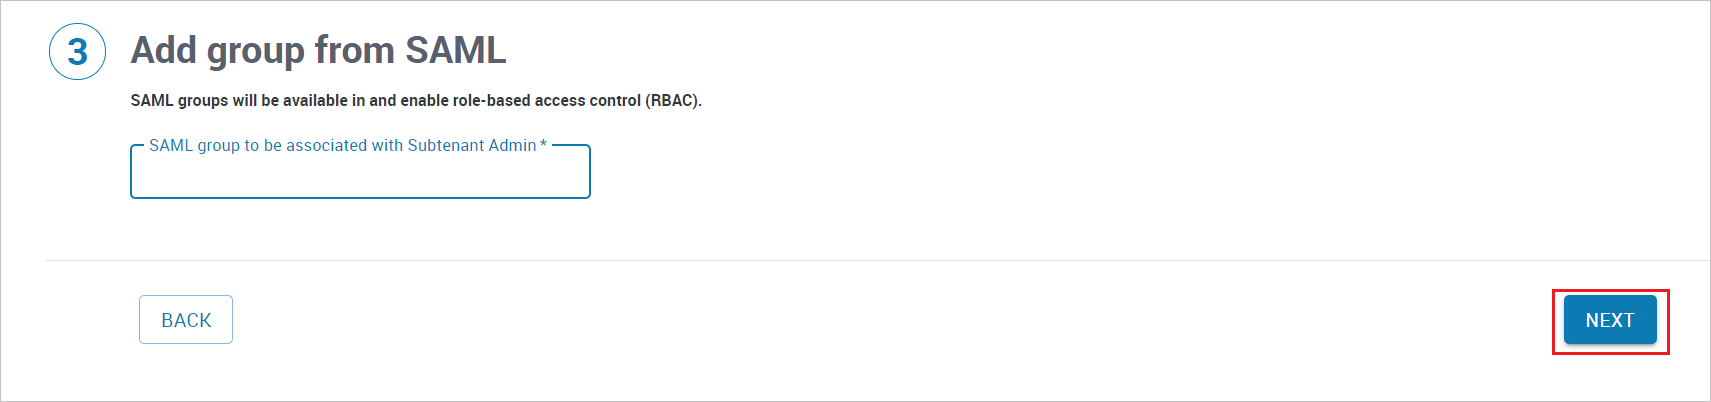 3
Add group from SAML
SAML groups will be available in and enable role-based access control (RBAC).
SAML group to be associated with Subtenant Admin *
BACK
NEXT